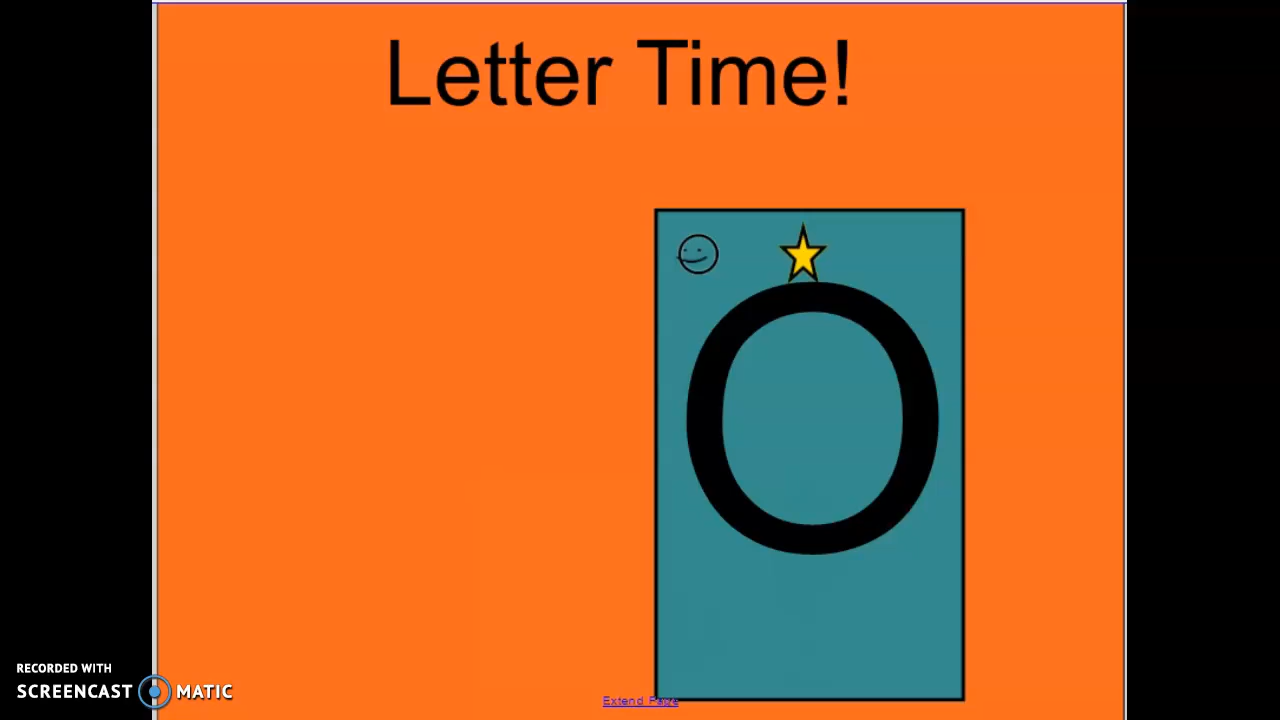 Letter Time!
O
Extend Page
RECORDED WITH
SCREENCAST MATIC